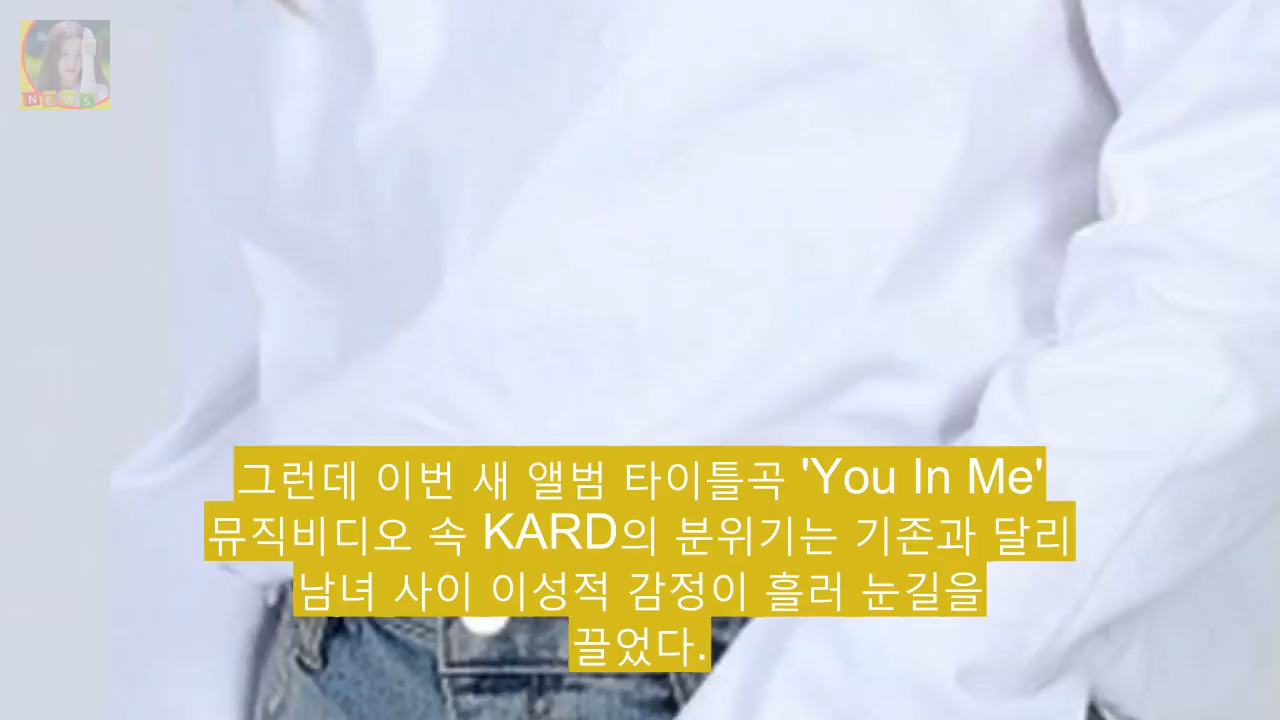 NEWS
그런데 이번 새 앨범 타이틀곡 'You In Me'
뮤직비디오 속 KARD의 분위기는 기존과 달리
남녀 사이 이성적 감정이 흘러 눈길을
끌었다.